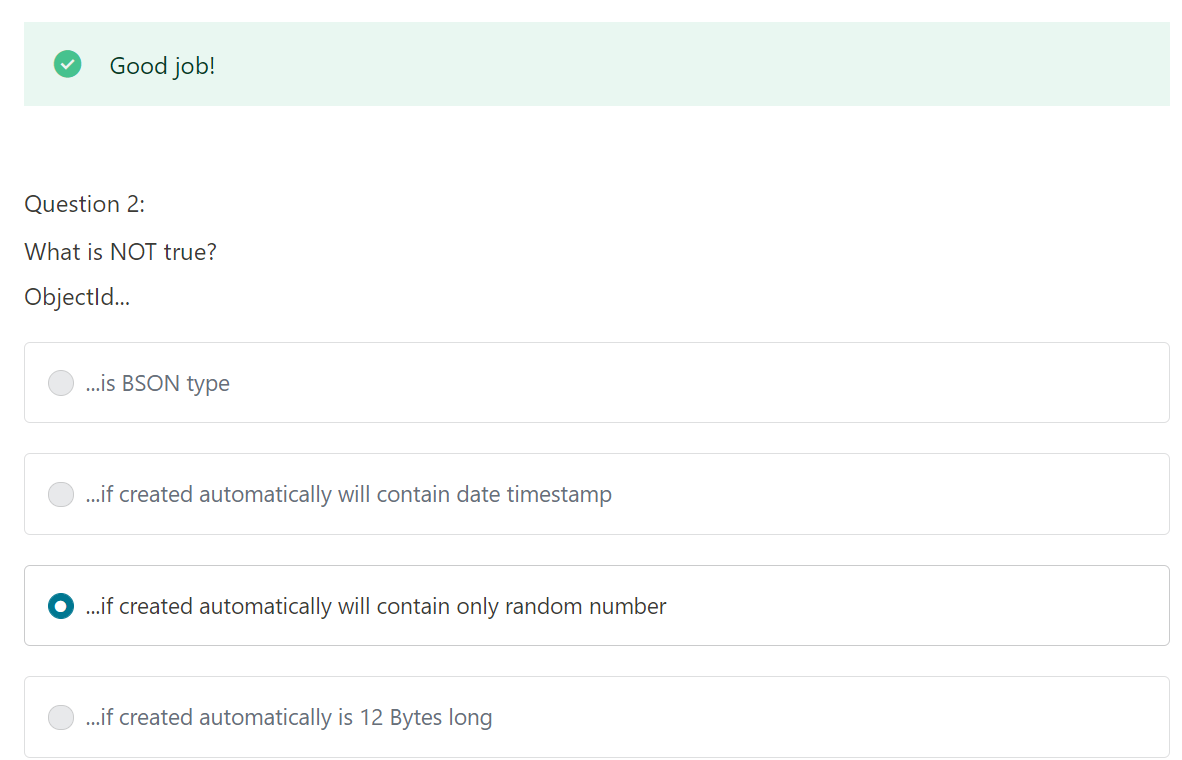 Good job!
Question 2:
What is NOT true?
ObjectId...
...is BSON type
...if created automatically will contain date timestamp
...if created automatically will contain only random number
...if created automatically is 12 Bytes long